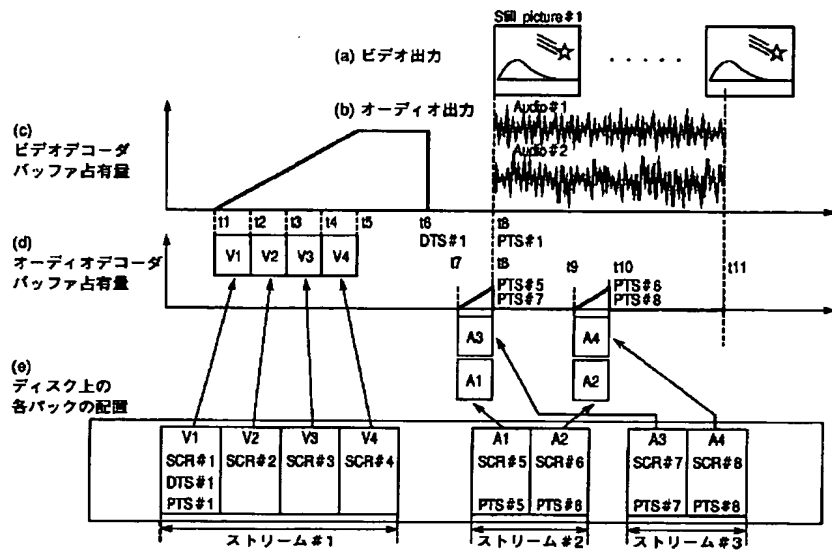 Still picture#1
(a) ビデオ出力
(b) オーディオ出力
Audio#1
Audio#2
(c)
ビデオデコーダ
バッファ占有量
t1 t2 t3 t4 t5 t6 t8
DTS#1 PTS#1
(d)
オーディオデコーダ
バッファ占有量
V1 V2 V3 V4
t7 t8 t9 t10 t11
PTS#5 PTS#6
PTS#7 PTS#8
A3 A4
A1 A2
(e)
ディスク上の
各パックの配置
V1 V2 V3 V4 A1 A2 A3 A4
SCR#1 SCR#2 SCR#3 SCR#4 SCR#5 SCR#6 SCR#7 SCR#8
DTS#1
PTS#1 PTS#5 PTS#8 PTS#7 PTS#8
ストリーム#1 ストリーム#2 ストリーム#3